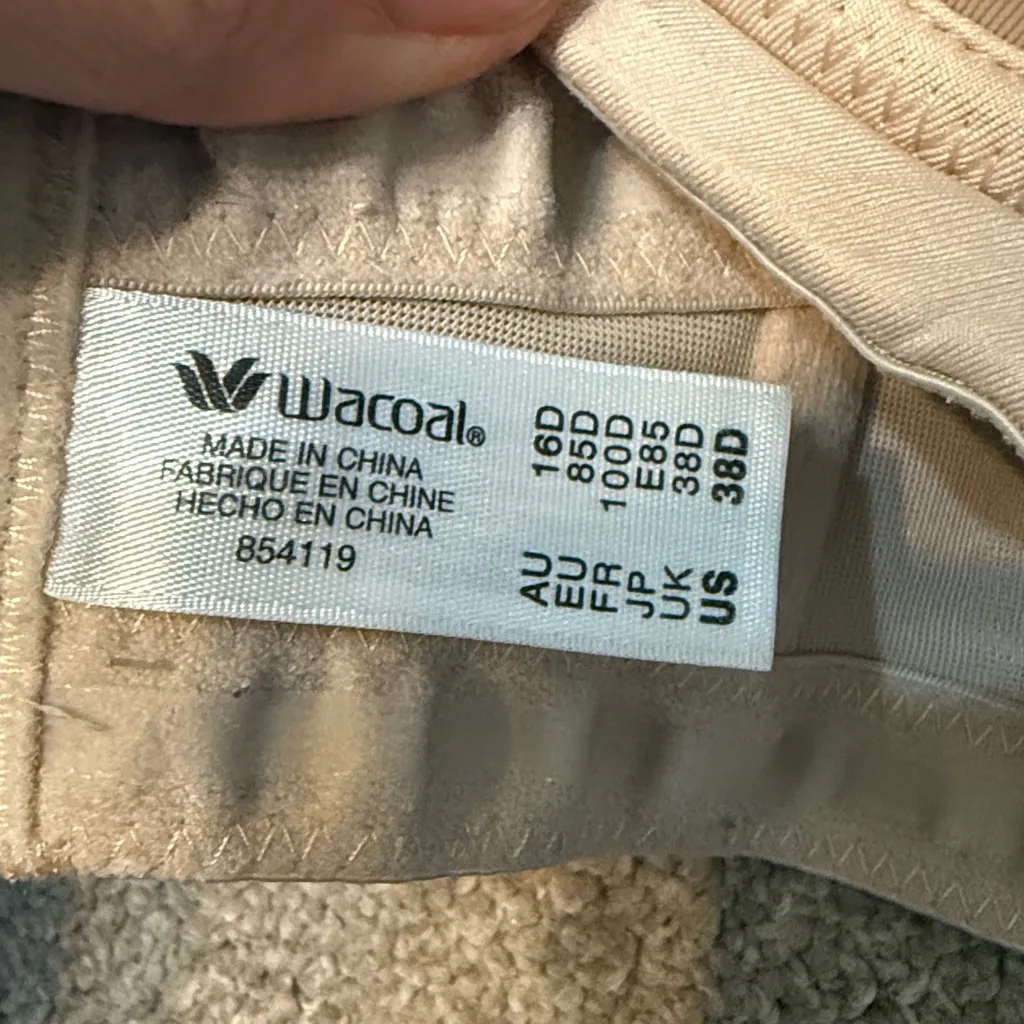 Wacoal®
MADE IN CHINA
FABRIQUE EN CHINE
HECHO EN CHINA
854119
AU 16D
EU 85D
FR 100D
JP E85
UK 38D
US 38D